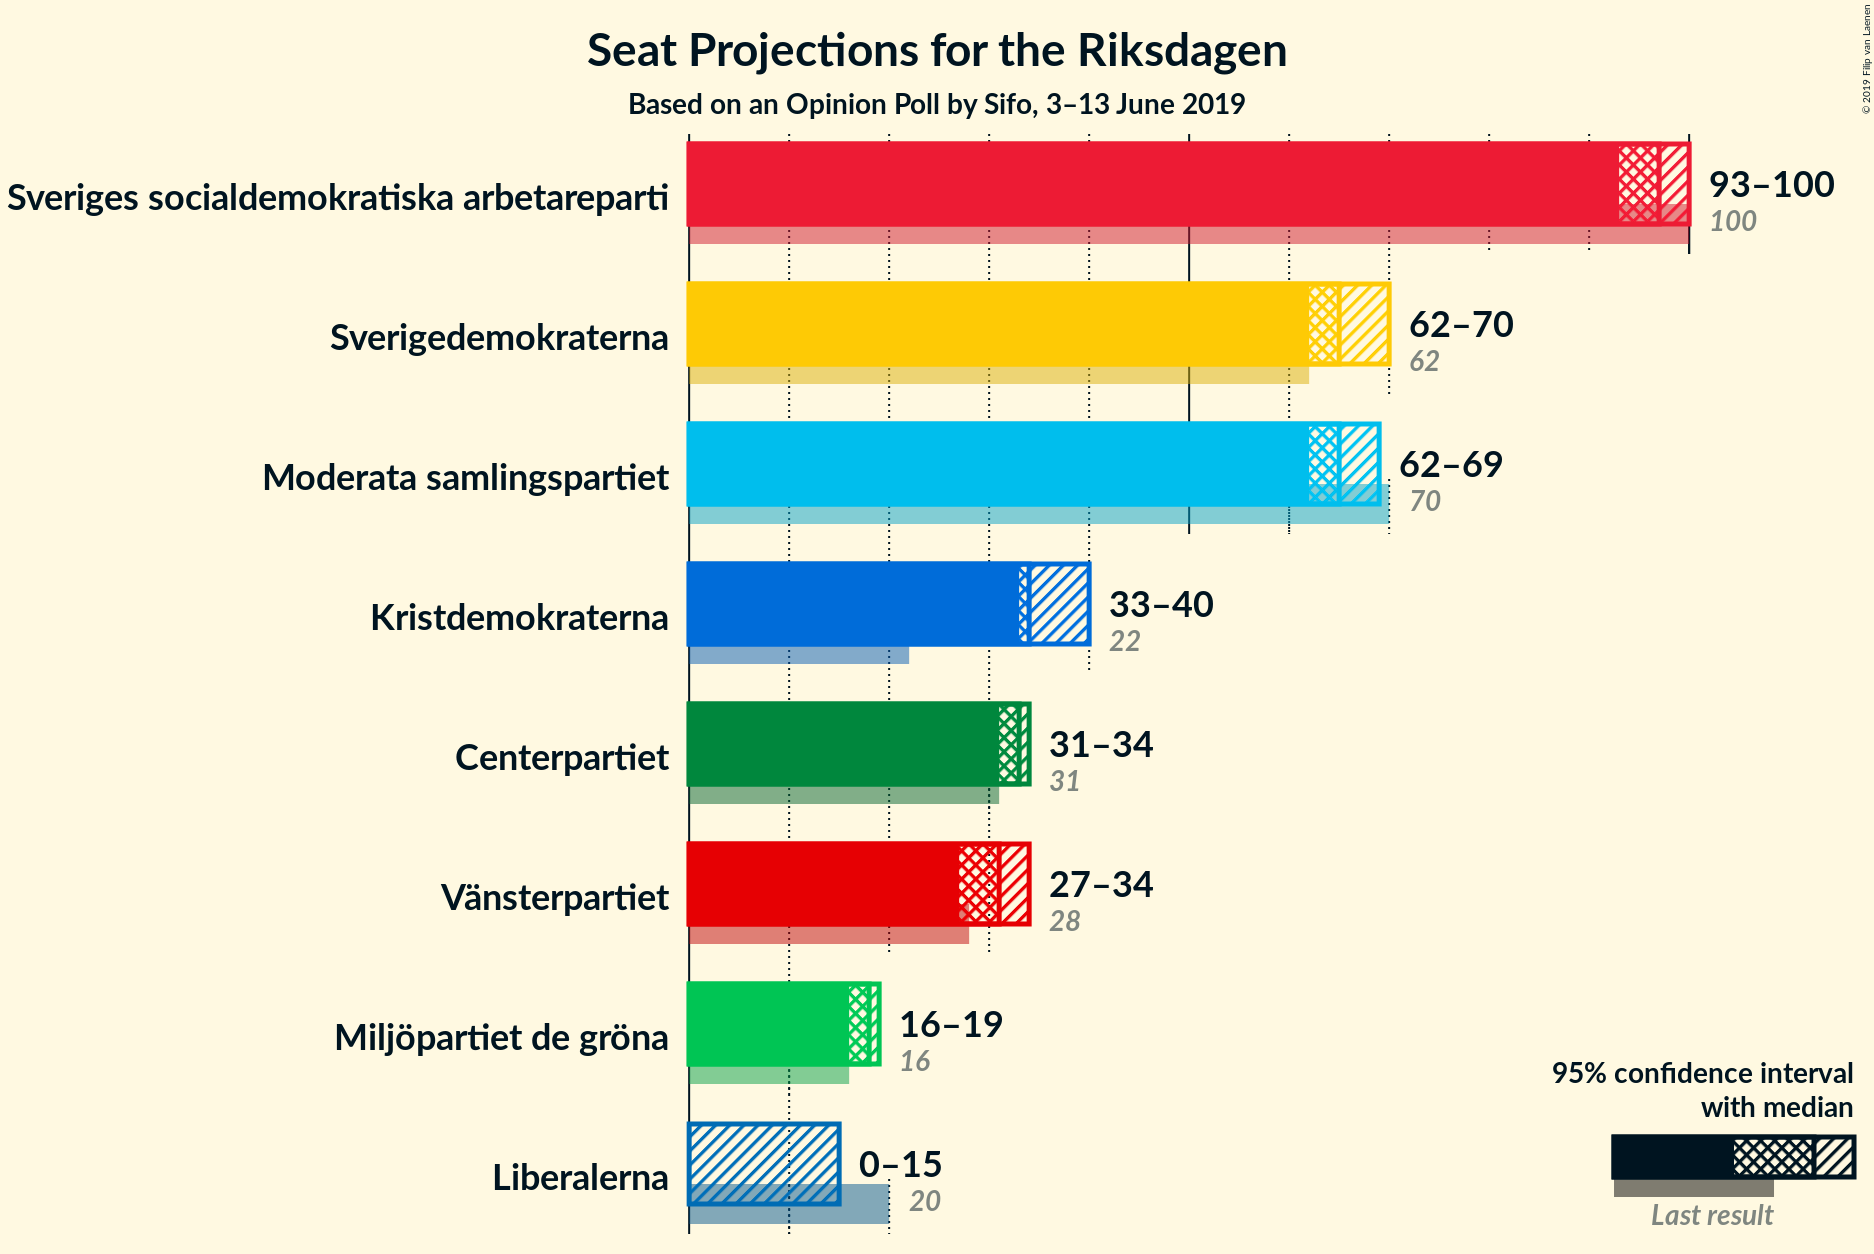 Seat Projections for the Riksdagen
Based on an Opinion Poll by Sifo, 3–13 June 2019
© 2019 Filip van Laenen
Sveriges socialdemokratiska arbetareparti
93–100
100
Sverigedemokraterna
62–70
62
Moderata samlingspartiet
62–69
70
Kristdemokraterna
33–40
22
Centerpartiet
31–34
31
Vänsterpartiet
27–34
28
Miljöpartiet de gröna
16–19
16
Liberalerna
0–15
20
95% confidence interval
with median
Last result